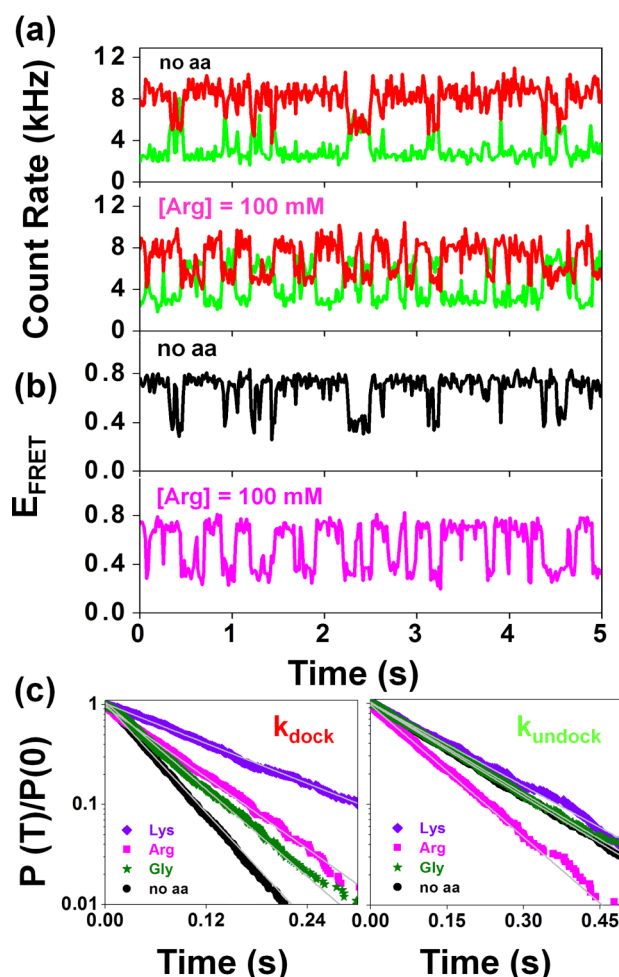 (a)
no aa
12
8
4
0
[Arg] = 100 mM
12
8
4
0
Count Rate (kHz)
(b)
no aa
0.8
0.4
0.0
[Arg] = 100 mM
0.8
0.4
0.0
E_FRET
0 1 2 3 4 5
Time (s)
(c)
k_dock
k_undock
1
0.1
0.01
P (T)/P(0)
Lys
Arg
Gly
no aa
Lys
Arg
Gly
no aa
0.00 0.12 0.24
0.00 0.15 0.30 0.45
Time (s)
Time (s)